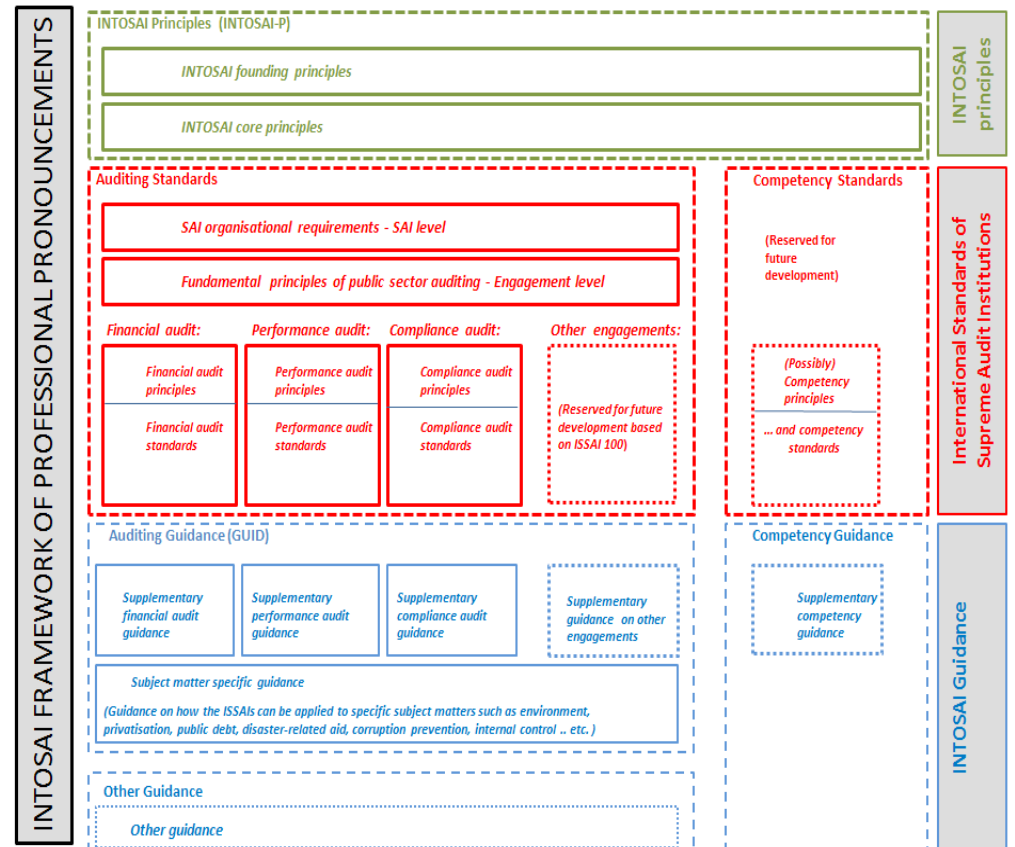 INTOSAI FRAMEWORK OF PROFESSIONAL PRONOUNCEMENTS
INTOSAI Principles (INTOSAI-P)
INTOSAI founding principles
INTOSAI core principles
INTOSAI
principles
Auditing Standards
SAI organisational requirements - SAI level
Fundamental principles of public sector auditing - Engagement level
Financial audit:
Financial audit
principles
Financial audit
standards
Performance audit:
Performance audit
principles
Performance audit
standards
Compliance audit:
Compliance audit
principles
Compliance audit
standards
Other engagements:
(Reserved for future
development based
on ISSAI 100)
Competency Standards
(Reserved for
future
development)
(Possibly)
Competency
principles
... and competency
standards
International Standards of
Supreme Audit Institutions
Auditing Guidance (GUID)
Supplementary
financial audit
guidance
Supplementary
performance audit
guidance
Supplementary
compliance audit
guidance
Supplementary
guidance on other
engagements
Subject matter specific guidance
(Guidance on how the ISSAIs can be applied to specific subject matters such as environment,
privatisation, public debt, disaster-related aid, corruption prevention, internal control .. etc. )
Competency Guidance
Supplementary
competency
guidance
Other Guidance
Other guidance
INTOSAI Guidance